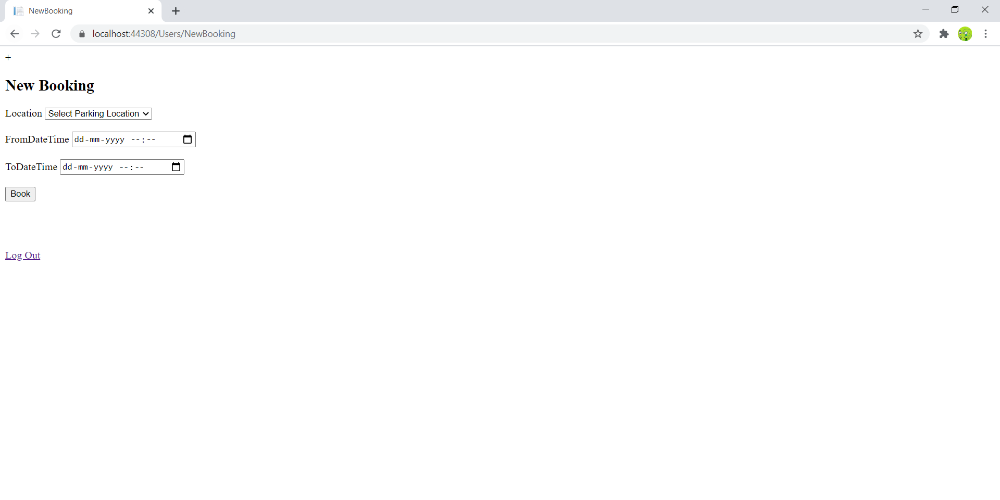 NewBooking
localhost:44308/Users/NewBooking
+
New Booking
Location Select Parking Location
FromDateTime dd-mm-yyyy --:--
ToDateTime dd-mm-yyyy --:--
Book
Log Out